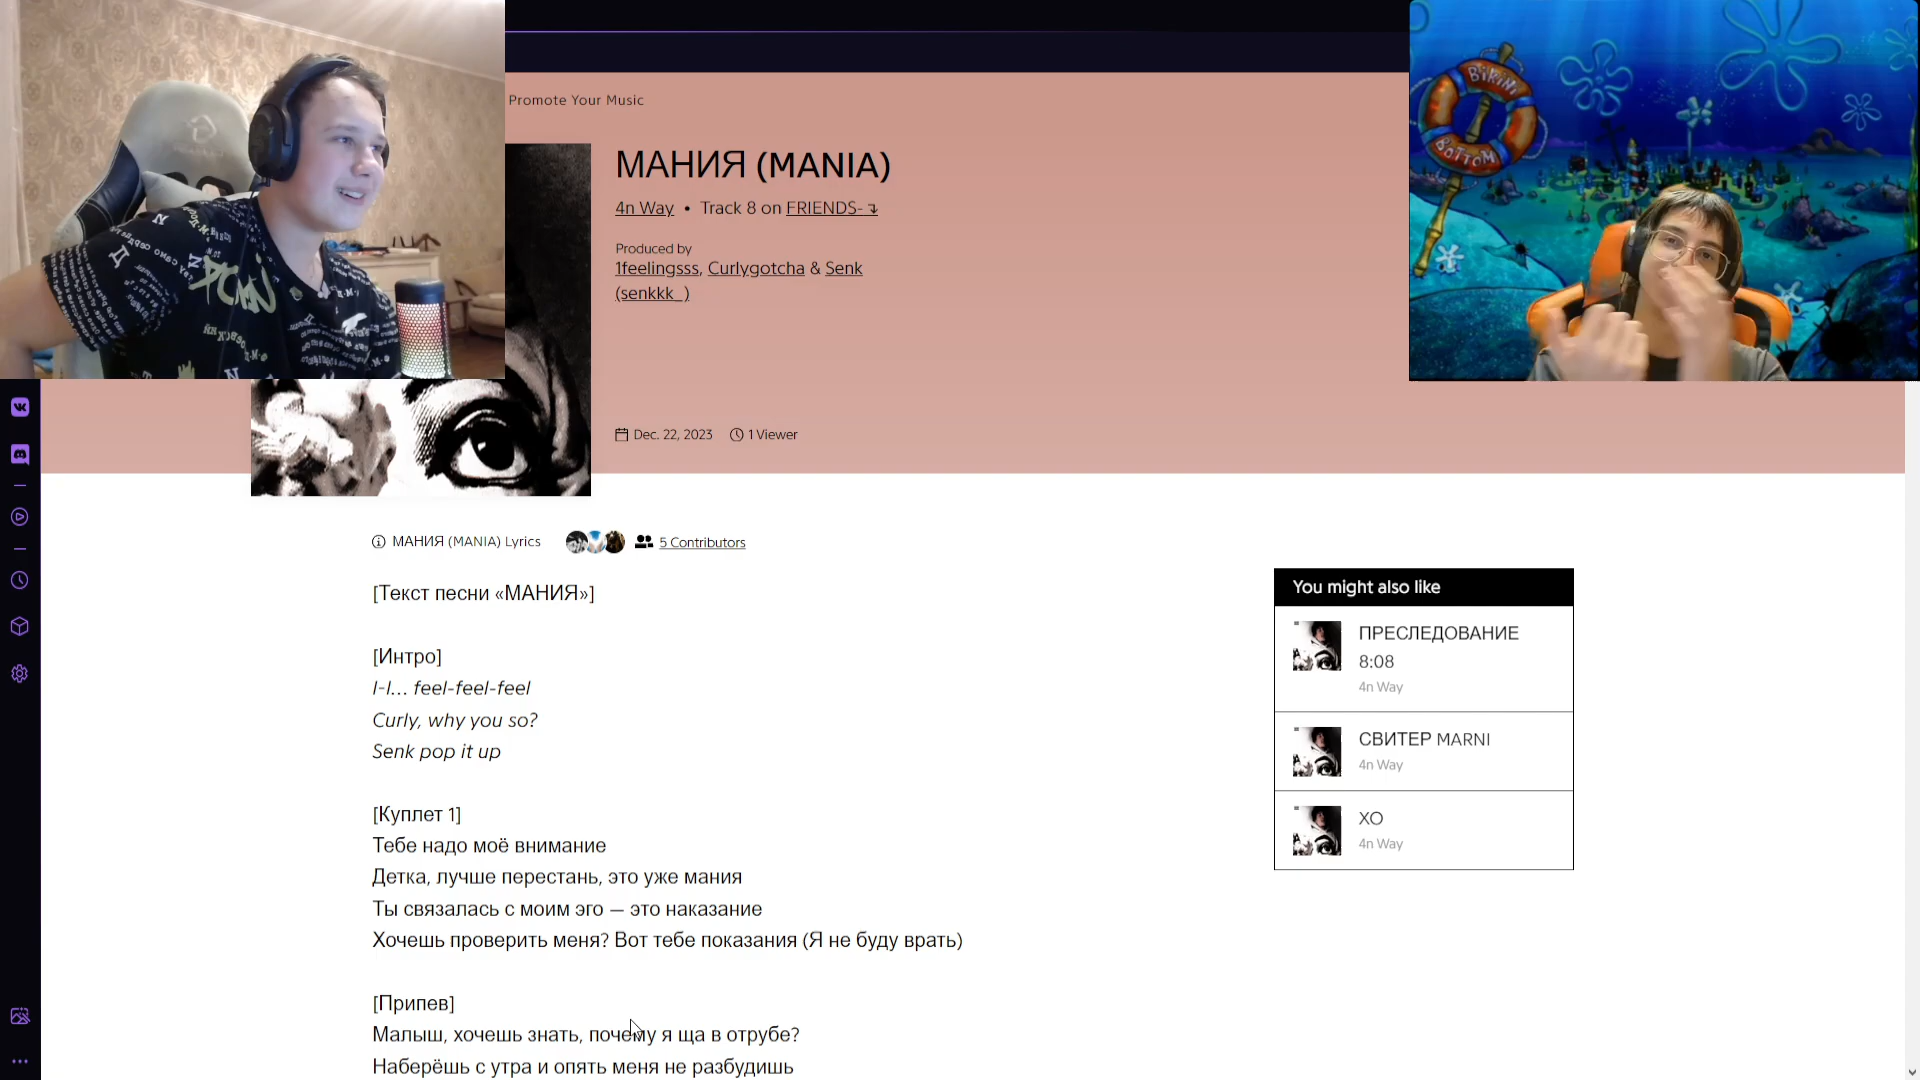 Promote Your Music
BIKINI
BOTTOM
МАНИЯ (MANIA)
4n Way • Track 8 on FRIENDS- ↴
Produced by
1feelingsss, Curlygotcha & Senk
(senkkk_)
Dec. 22, 2023 1 Viewer
МАНИЯ (MANIA) Lyrics 5 Contributors
[Текст песни «МАНИЯ»]
[Интро]
I-I... feel-feel-feel
Curly, why you so?
Senk pop it up
[Куплет 1]
Тебе надо моё внимание
Детка, лучше перестань, это уже мания
Ты связалась с моим эго — это наказание
Хочешь проверить меня? Вот тебе показания (Я не буду врать)
[Припев]
Малыш, хочешь знать, почему я ща в отрубе?
Наберёшь с утра и опять меня не разбудишь
You might also like
ПРЕСЛЕДОВАНИЕ
8:08
4n Way
СВИТЕР MARNI
4n Way
XO
4n Way